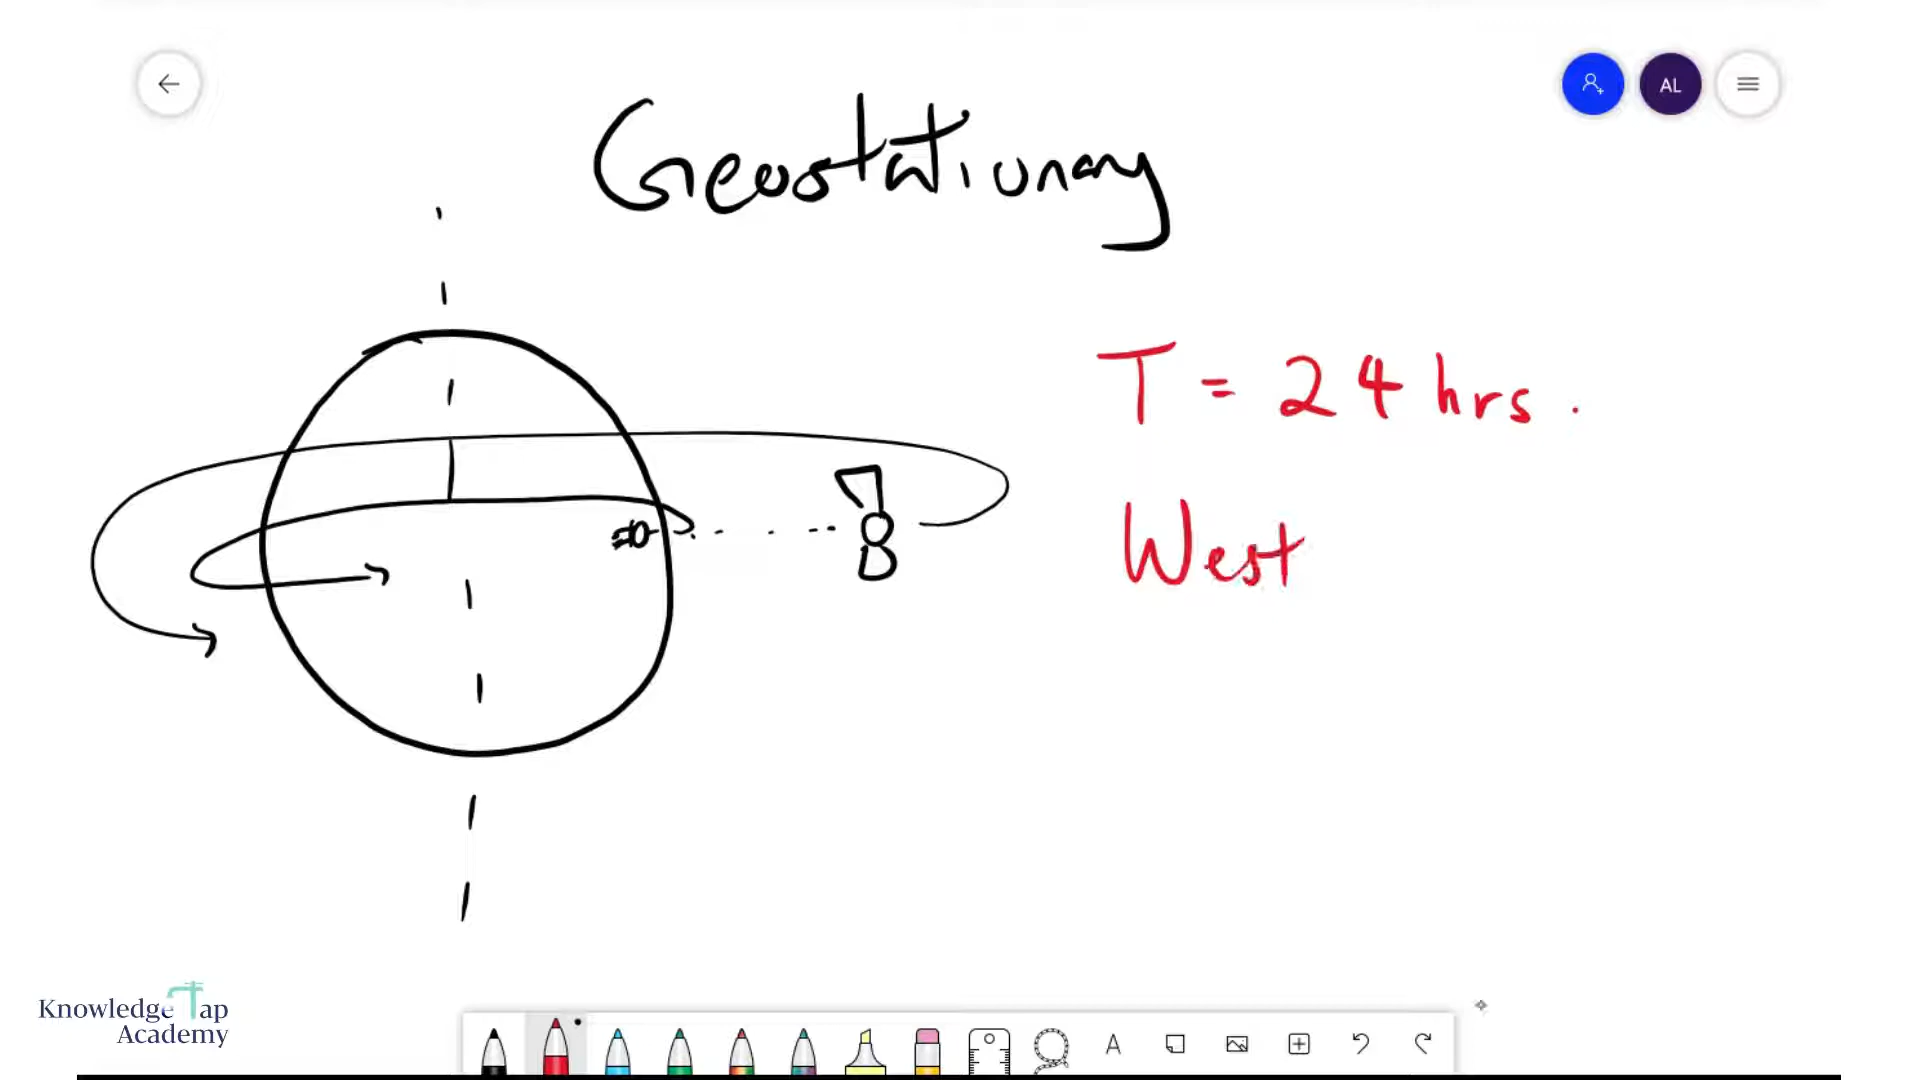 AL
Geostationary
T = 24 hrs.
West
Knowledge Tap
Academy
A